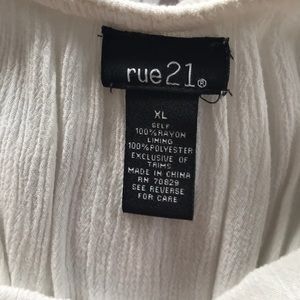 rue21®
XL
SELF
100%RAYON
LINING
100%POLYESTER
EXCLUSIVE OF
TRIMS
MADE IN CHINA
RN 70829
SEE REVERSE
FOR CARE